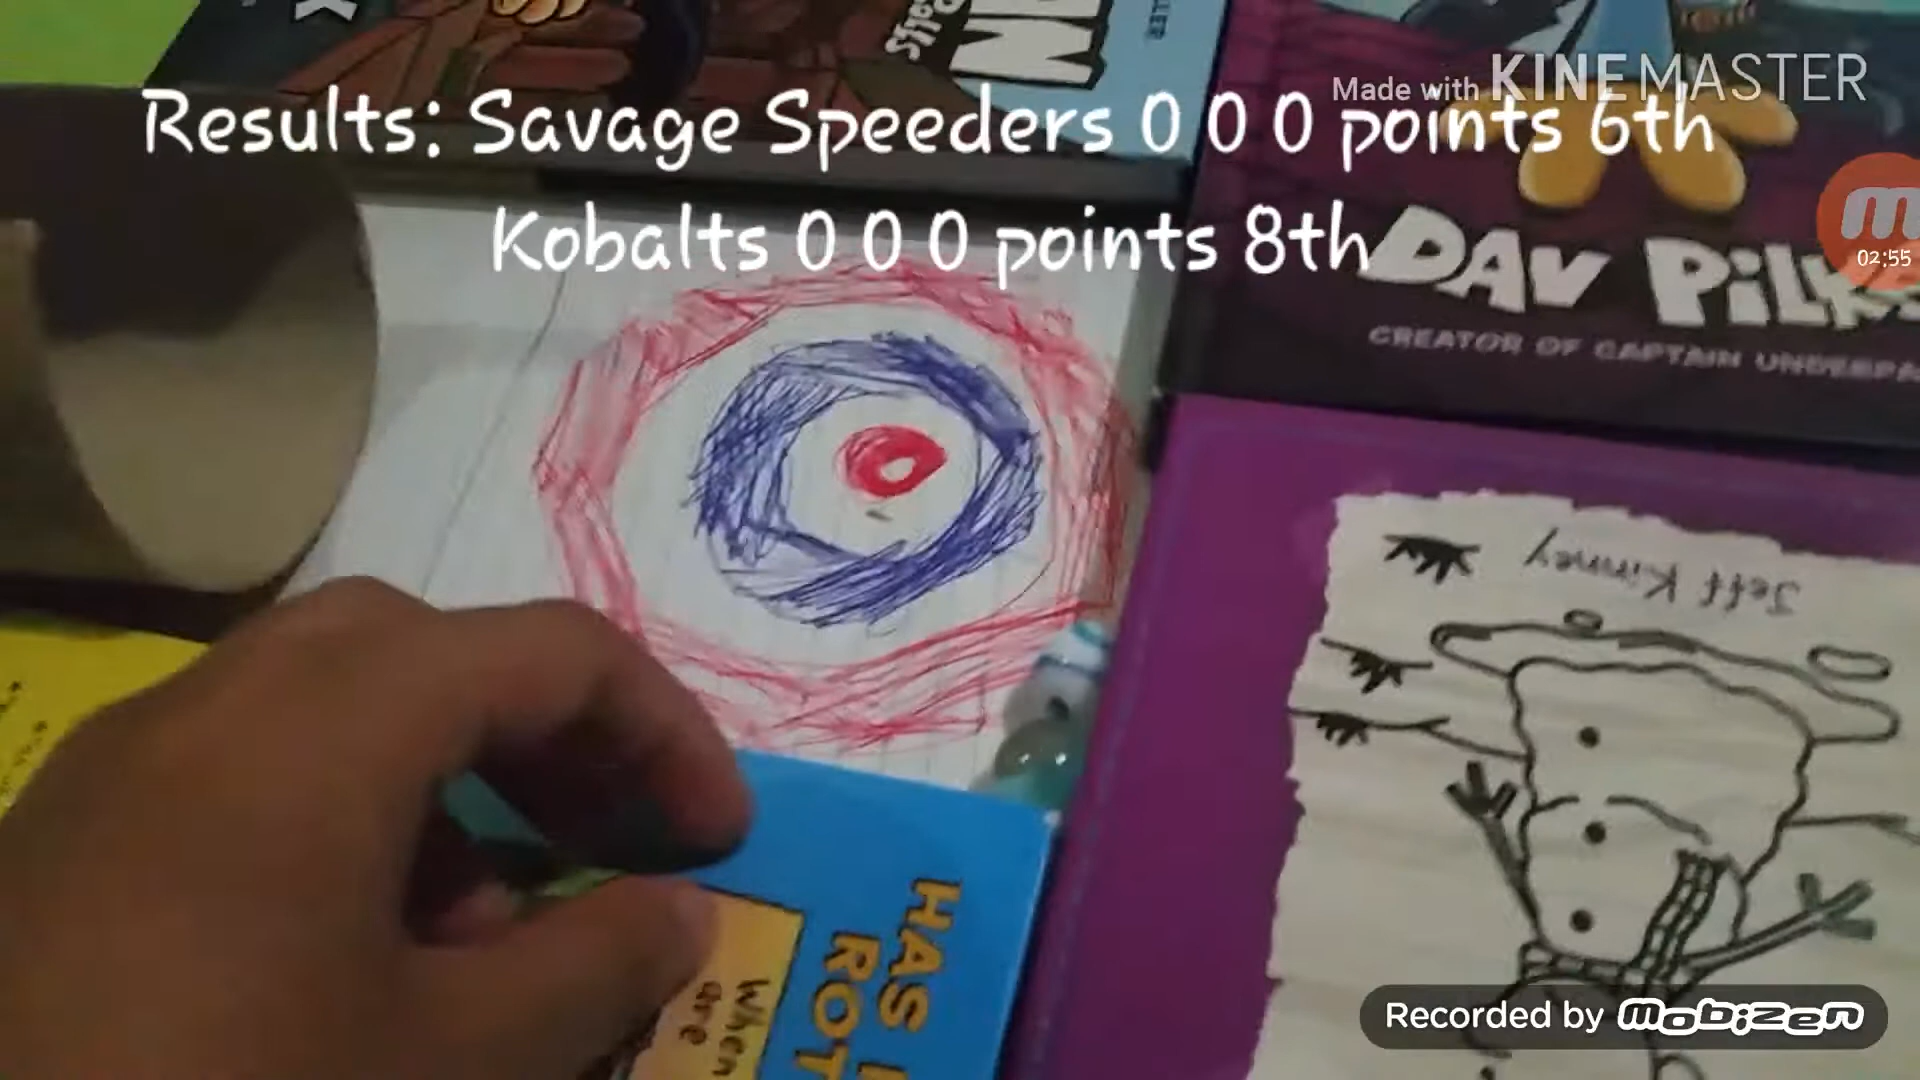 Made with KINEMASTER
Results: Savage Speeders 0 0 0 points 6th
Kobalts 0 0 0 points 8th
02:55
DAV PILK
CREATOR OF CAPTAIN UNDERPA
Jeff Kinney
HAS
ROT
When
are
Recorded by mobizen